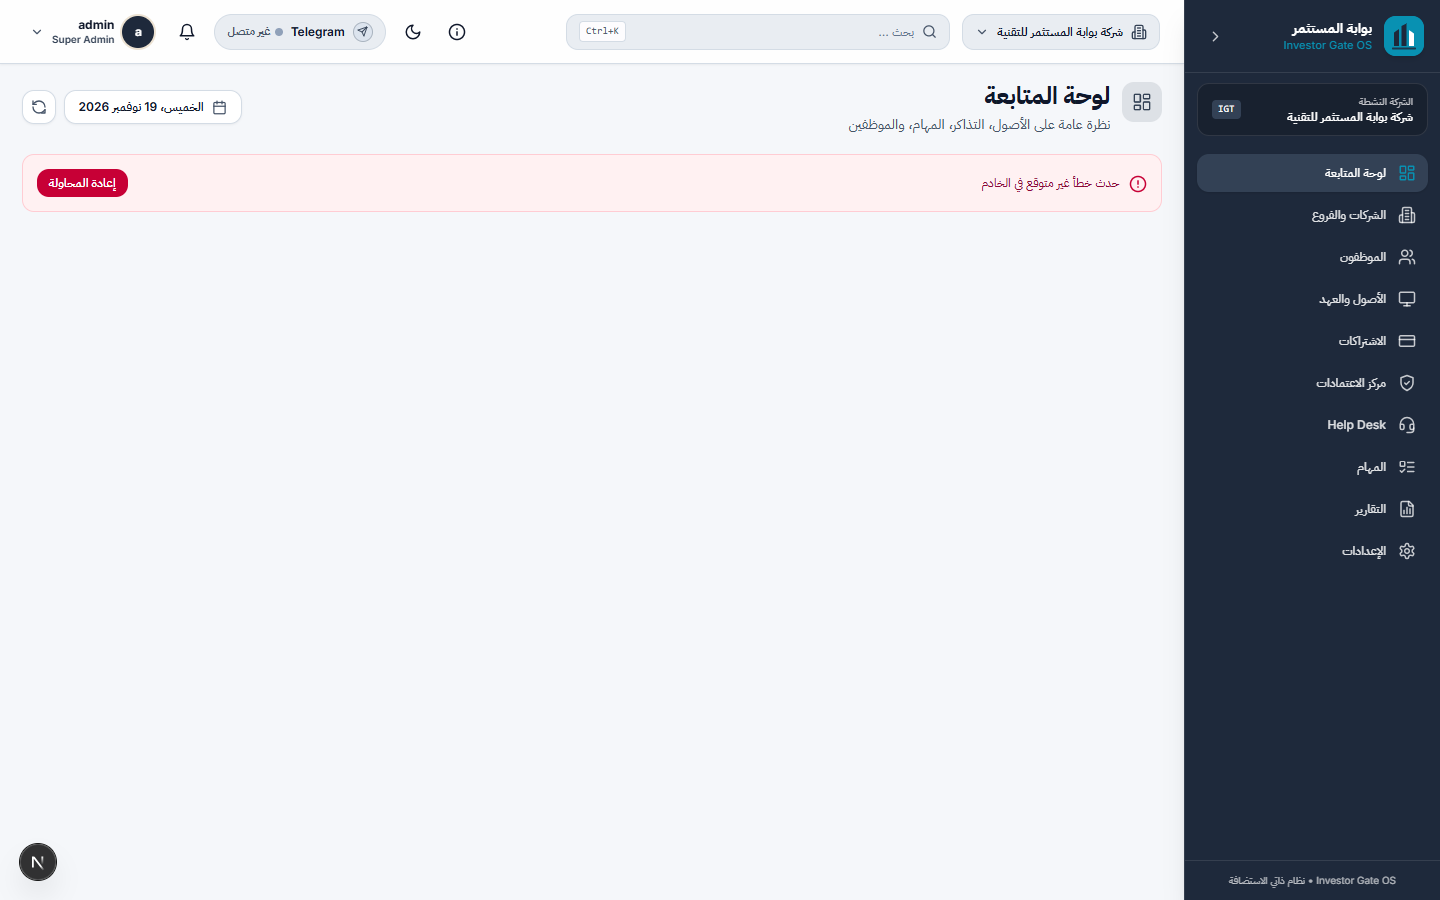 بوابة المستثمر
Investor Gate OS
الشركة النشطة
شركة بوابة المستثمر للتقنية
IGT
لوحة المتابعة
الشركات والفروع
الموظفون
الأصول والعهد
الاشتراكات
مركز الاعتمادات
Help Desk
المهام
التقارير
الإعدادات
Investor Gate OS • نظام ذاتي الاستضافة
شركة بوابة المستثمر للتقنية
بحث ...
Ctrl+K
Telegram غير متصل
a
admin
Super Admin
لوحة المتابعة
نظرة عامة على الأصول، التذاكر، المهام، والموظفين
الخميس، 19 نوفمبر 2026
حدث خطأ غير متوقع في الخادم
إعادة المحاولة
N